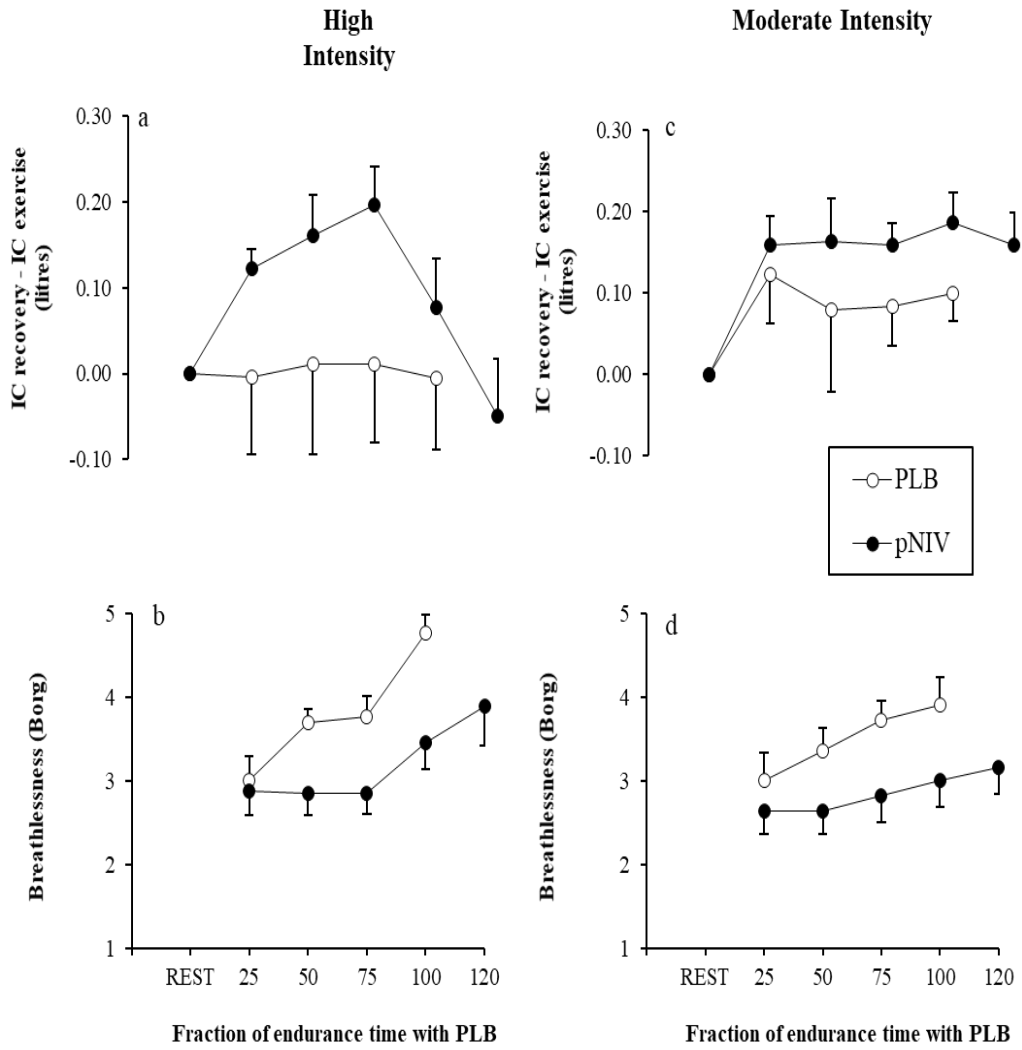 High
Intensity
Moderate Intensity
IC recovery - IC exercise
(litres)
0.30
0.20
0.10
0.00
-0.10
a
IC recovery - IC exercise
(litres)
0.30
0.20
0.10
0.00
-0.10
c
PLB
pNIV
Breathlessness (Borg)
5
4
3
2
1
b
REST 25 50 75 100 120
Fraction of endurance time with PLB
Breathlessness (Borg)
5
4
3
2
1
d
REST 25 50 75 100 120
Fraction of endurance time with PLB